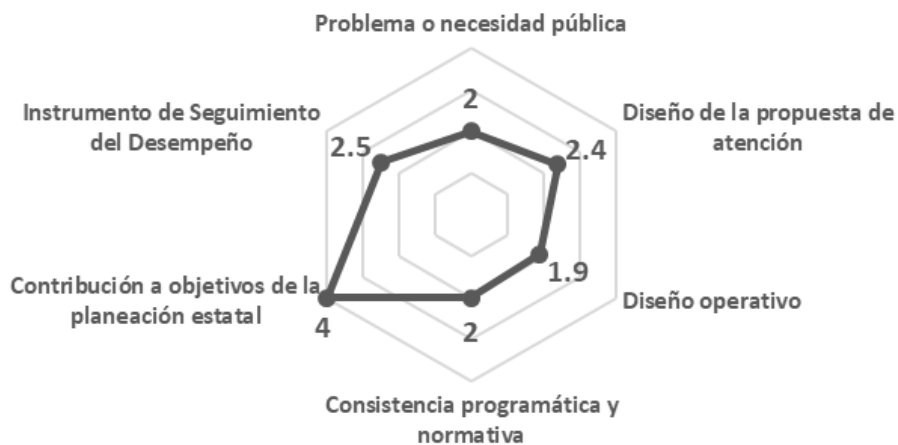 Problema o necesidad pública
2
Diseño de la propuesta de
atención
2.4
1.9
Diseño operativo
2
Consistencia programática y
normativa
Contribución a objetivos de la
planeación estatal
4
Instrumento de Seguimiento
del Desempeño
2.5